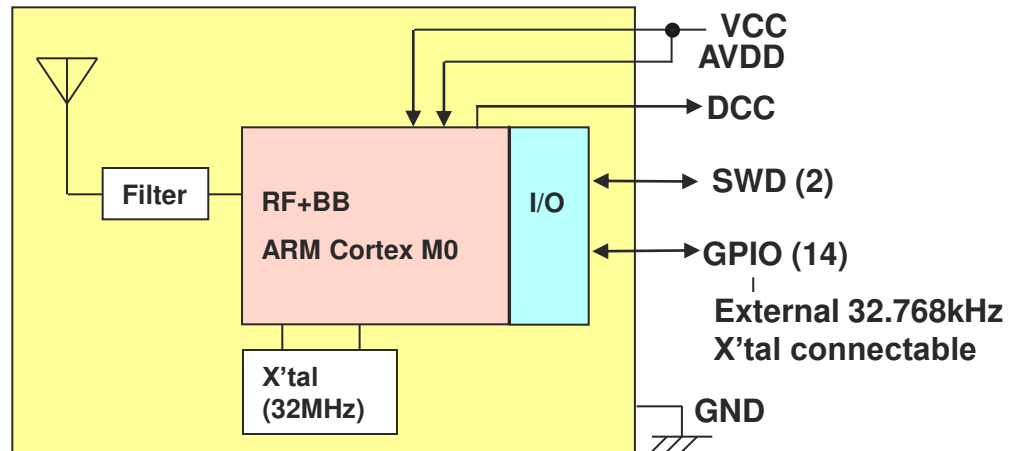 VCC
AVDD
DCC
Filter
RF+BB
ARM Cortex M0
I/O
SWD (2)
GPIO (14)
External 32.768kHz
X'tal connectable
X'tal
(32MHz)
GND